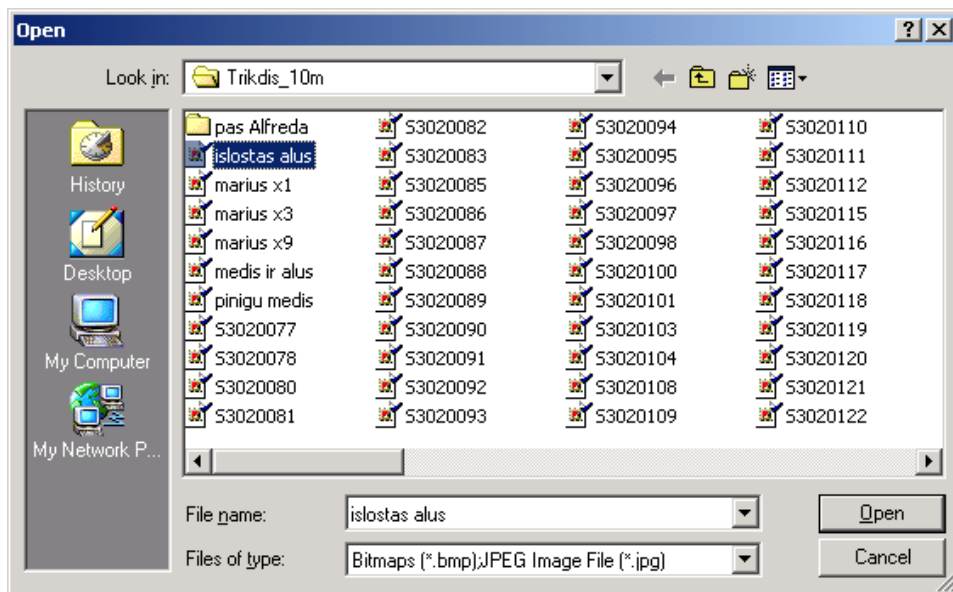 Open
Look in:
Trikdis_10m
History
Desktop
My Computer
My Network P...
pas Alfreda
islostas alus
marius x1
marius x3
marius x9
medis ir alus
pinigu medis
S3020077
S3020078
S3020080
S3020081
S3020082
S3020083
S3020085
S3020086
S3020087
S3020088
S3020089
S3020090
S3020091
S3020092
S3020093
S3020094
S3020095
S3020096
S3020097
S3020098
S3020100
S3020101
S3020103
S3020104
S3020108
S3020109
S3020110
S3020111
S3020112
S3020115
S3020116
S3020117
S3020118
S3020119
S3020120
S3020121
S3020122
File name:
islostas alus
Open
Files of type:
Bitmaps (*.bmp);JPEG Image File (*.jpg)
Cancel